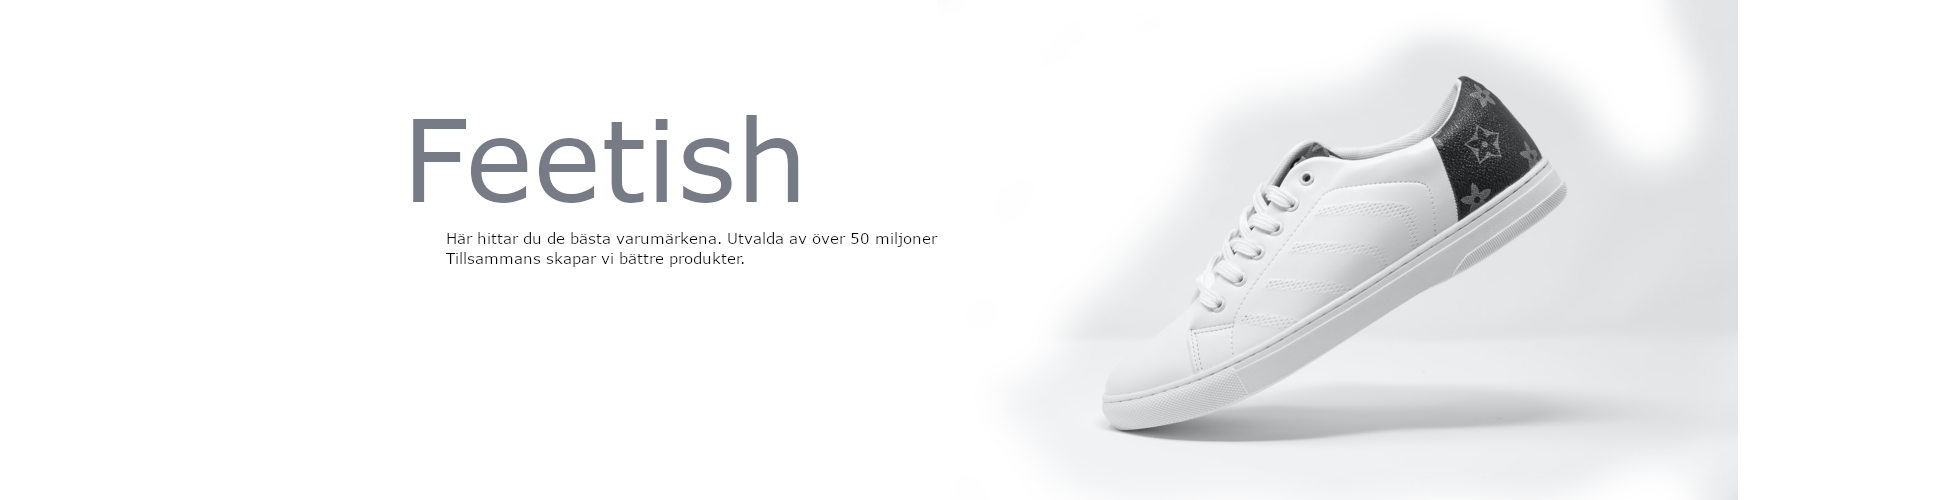 Feetish
Här hittar du de bästa varumärkena. Utvalda av över 50 miljoner
Tillsammans skapar vi bättre produkter.